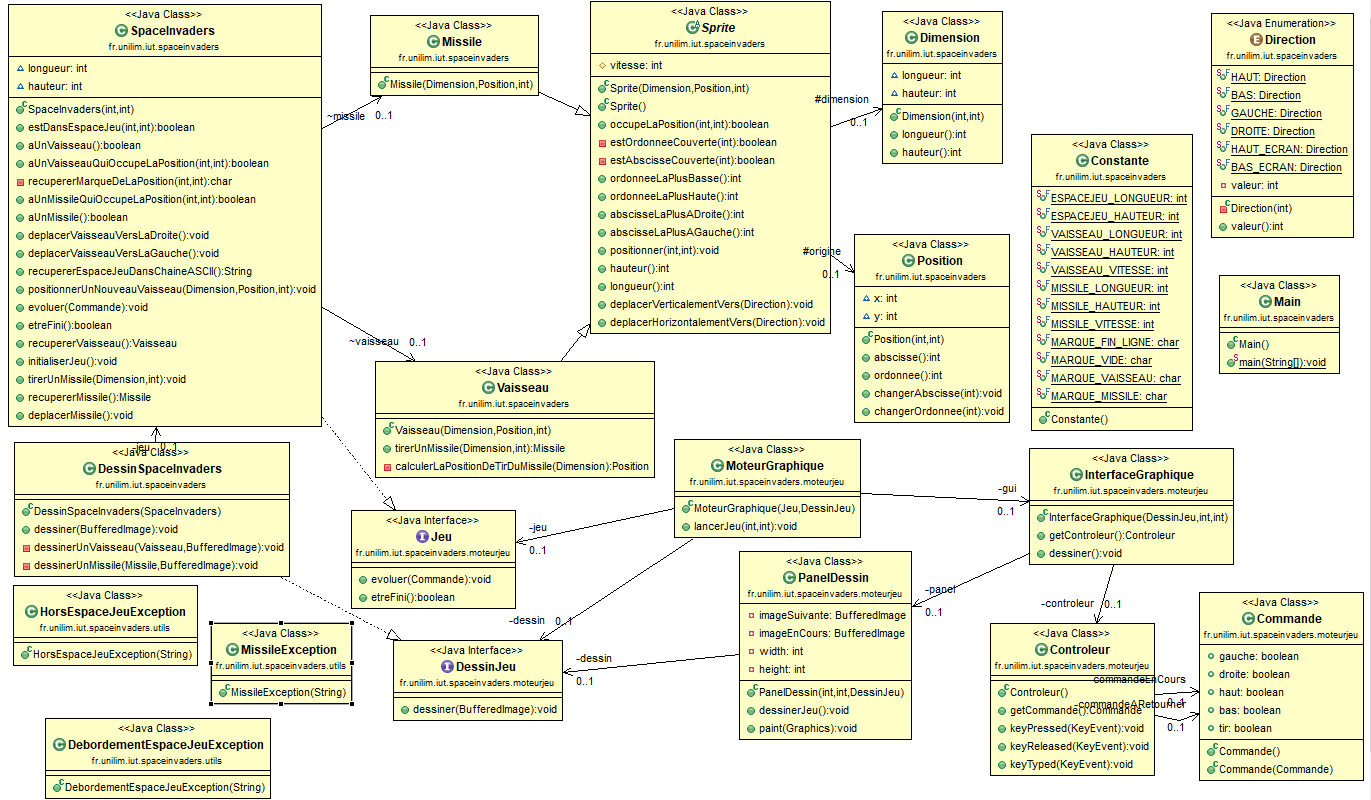 <<Java Class>>
SpaceInvaders
fr.unilim.iut.spaceinvaders
longueur: int
hauteur: int
SpaceInvaders(int,int)
estDansEspaceJeu(int,int):boolean
aUnVaisseau():boolean
aUnVaisseauQuiOccupeLaPosition(int,int):boolean
recupererMarqueDeLaPosition(int,int):char
aUnMissileQuiOccupeLaPosition(int,int):boolean
aUnMissile():boolean
deplacerVaisseauVersLaDroite():void
deplacerVaisseauVersLaGauche():void
recupererEspaceJeuDansChaineASCII():String
positionnerUnNouveauVaisseau(Dimension,Position,int):void
evoluer(Commande):void
etreFini():boolean
recupererVaisseau():Vaisseau
initialiserJeu():void
tirerUnMissile(Dimension,int):void
recupererMissile():Missile
deplacerMissile():void
<<Java Class>>
Missile
fr.unilim.iut.spaceinvaders
Missile(Dimension,Position,int)
~missile
0..1
<<Java Class>>
Sprite
fr.unilim.iut.spaceinvaders
vitesse: int
Sprite(Dimension,Position,int)
Sprite()
occupeLaPosition(int,int):boolean
estOrdonneeCouverte(int):boolean
estAbscisseCouverte(int):boolean
ordonneeLaPlusBasse():int
ordonneeLaPlusHaute():int
abscisseLaPlusADroite():int
abscisseLaPlusAGauche():int
positionner(int,int):void
hauteur():int
longueur():int
deplacerVerticalementVers(Direction):void
deplacerHorizontalementVers(Direction):void
#dimension
0..1
<<Java Class>>
Dimension
fr.unilim.iut.spaceinvaders
longueur: int
hauteur: int
Dimension(int,int)
longueur():int
hauteur():int
#origine
0..1
<<Java Class>>
Position
fr.unilim.iut.spaceinvaders
x: int
y: int
Position(int,int)
abscisse():int
ordonnee():int
changerAbscisse(int):void
changerOrdonnee(int):void
<<Java Class>>
Constante
fr.unilim.iut.spaceinvaders
ESPACEJEU_LONGUEUR: int
ESPACEJEU_HAUTEUR: int
VAISSEAU_LONGUEUR: int
VAISSEAU_HAUTEUR: int
VAISSEAU_VITESSE: int
MISSILE_LONGUEUR: int
MISSILE_HAUTEUR: int
MISSILE_VITESSE: int
MARQUE_FIN_LIGNE: char
MARQUE_VIDE: char
MARQUE_VAISSEAU: char
MARQUE_MISSILE: char
Constante()
<<Java Enumeration>>
Direction
fr.unilim.iut.spaceinvaders
HAUT: Direction
BAS: Direction
GAUCHE: Direction
DROITE: Direction
HAUT_ECRAN: Direction
BAS_ECRAN: Direction
valeur: int
Direction(int)
valeur():int
<<Java Class>>
Main
fr.unilim.iut.spaceinvaders
Main()
main(String[]):void
~vaisseau
0..1
<<Java Class>>
Vaisseau
fr.unilim.iut.spaceinvaders
Vaisseau(Dimension,Position,int)
tirerUnMissile(Dimension,int):Missile
calculerLaPositionDeTirDuMissile(Dimension):Position
-jeu
0..1
<<Java Class>>
DessinSpaceInvaders
fr.unilim.iut.spaceinvaders
DessinSpaceInvaders(SpaceInvaders)
dessiner(BufferedImage):void
dessinerUnVaisseau(Vaisseau,BufferedImage):void
dessinerUnMissile(Missile,BufferedImage):void
<<Java Interface>>
Jeu
fr.unilim.iut.spaceinvaders.moteurjeu
evoluer(Commande):void
etreFini():boolean
-jeu
0..1
<<Java Class>>
MoteurGraphique
fr.unilim.iut.spaceinvaders.moteurjeu
MoteurGraphique(Jeu,DessinJeu)
lancerJeu(int,int):void
-gui
0..1
<<Java Class>>
InterfaceGraphique
fr.unilim.iut.spaceinvaders.moteurjeu
InterfaceGraphique(DessinJeu,int,int)
getControleur():Controleur
dessiner():void
<<Java Class>>
PanelDessin
fr.unilim.iut.spaceinvaders.moteurjeu
imageSuivante: BufferedImage
imageEnCours: BufferedImage
width: int
height: int
PanelDessin(int,int,DessinJeu)
dessinerJeu():void
paint(Graphics):void
-panel
0..1
-controleur
0..1
<<Java Class>>
HorsEspaceJeuException
fr.unilim.iut.spaceinvaders.utils
HorsEspaceJeuException(String)
<<Java Class>>
MissileException
fr.unilim.iut.spaceinvaders.utils
MissileException(String)
-dessin
0..1
<<Java Interface>>
DessinJeu
fr.unilim.iut.spaceinvaders.moteurjeu
dessiner(BufferedImage):void
-dessin
0..1
<<Java Class>>
Controleur
fr.unilim.iut.spaceinvaders.moteurjeu
Controleur()
getCommande():Commande
keyPressed(KeyEvent):void
keyReleased(KeyEvent):void
keyTyped(KeyEvent):void
commandeEnCours
0..1
-commandeARetourner
0..1
<<Java Class>>
Commande
fr.unilim.iut.spaceinvaders.moteurjeu
gauche: boolean
droite: boolean
haut: boolean
bas: boolean
tir: boolean
Commande()
Commande(Commande)
<<Java Class>>
DebordementEspaceJeuException
fr.unilim.iut.spaceinvaders.utils
DebordementEspaceJeuException(String)